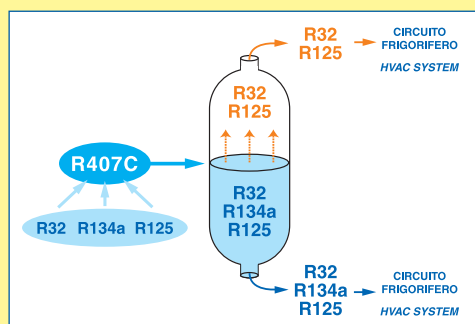 R32
R125
CIRCUITO
FRIGORIFERO
HVAC SYSTEM
R32
R125
R407C
R32
R134a
R125
R32 R134a R125
R32
R134a
R125
CIRCUITO
FRIGORIFERO
HVAC SYSTEM